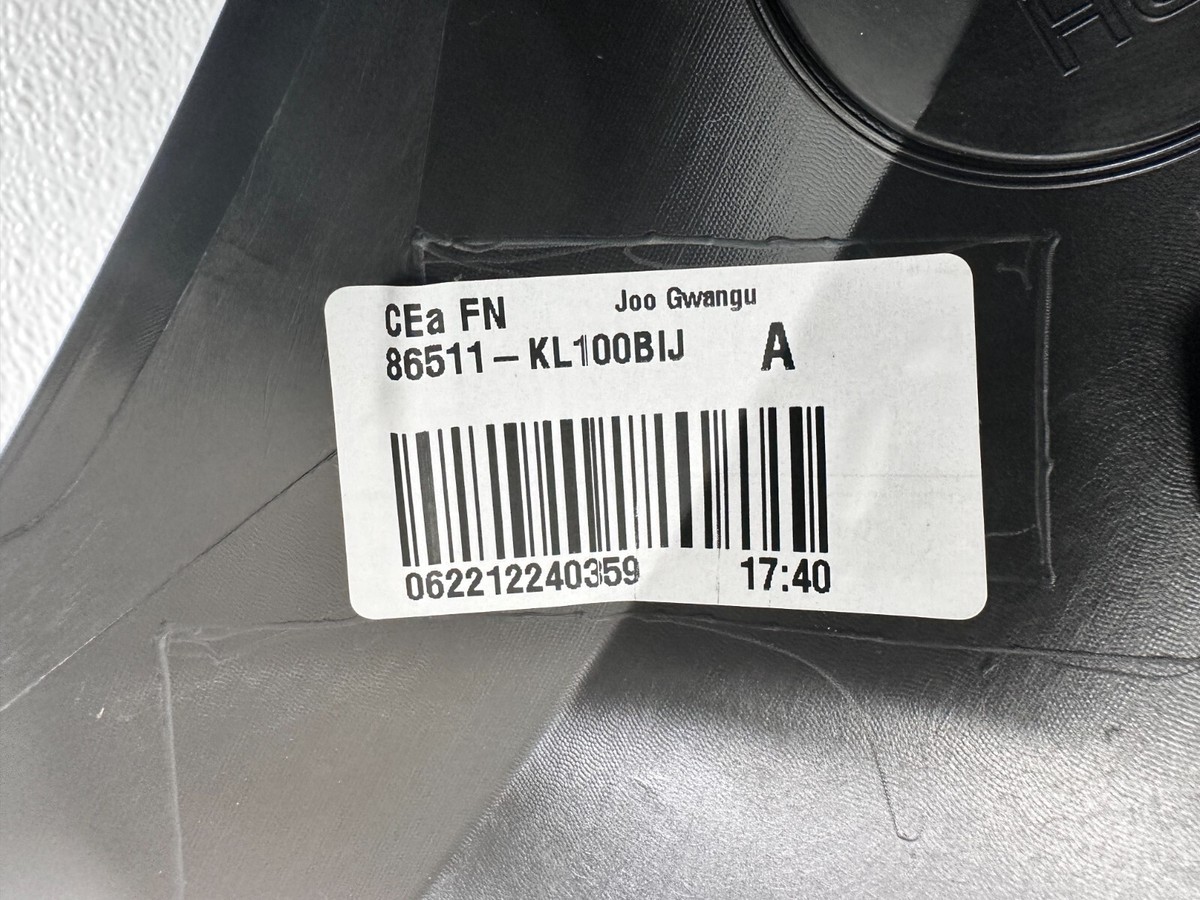 CEa FN Joo Gwangu
86511-KL100BIJ A
062212240359 17:40